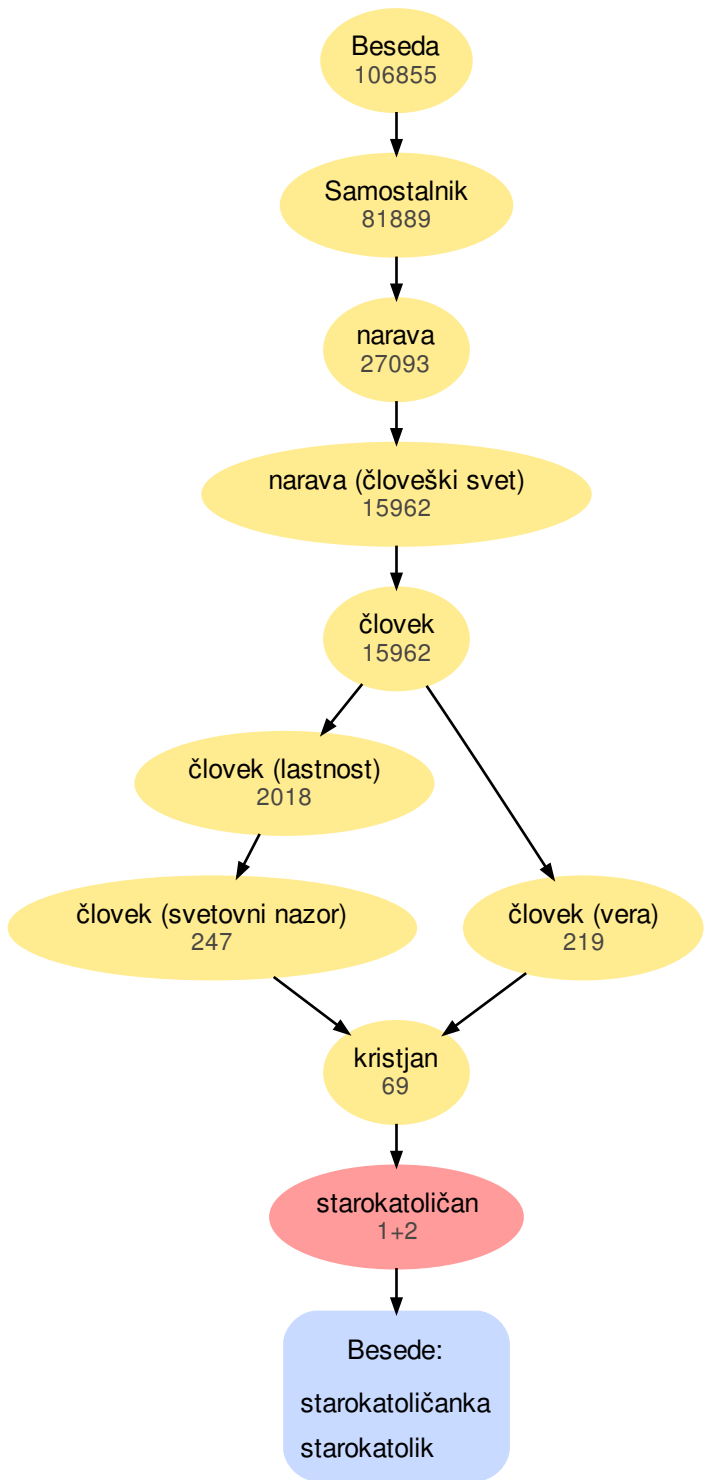 Beseda
106855
Samostalnik
81889
narava
27093
narava (človeški svet)
15962
človek
15962
človek (lastnost)
2018
človek (svetovni nazor)
247
človek (vera)
219
kristjan
69
starokatoličan
1+2
Besede:
starokatoličanka
starokatolik